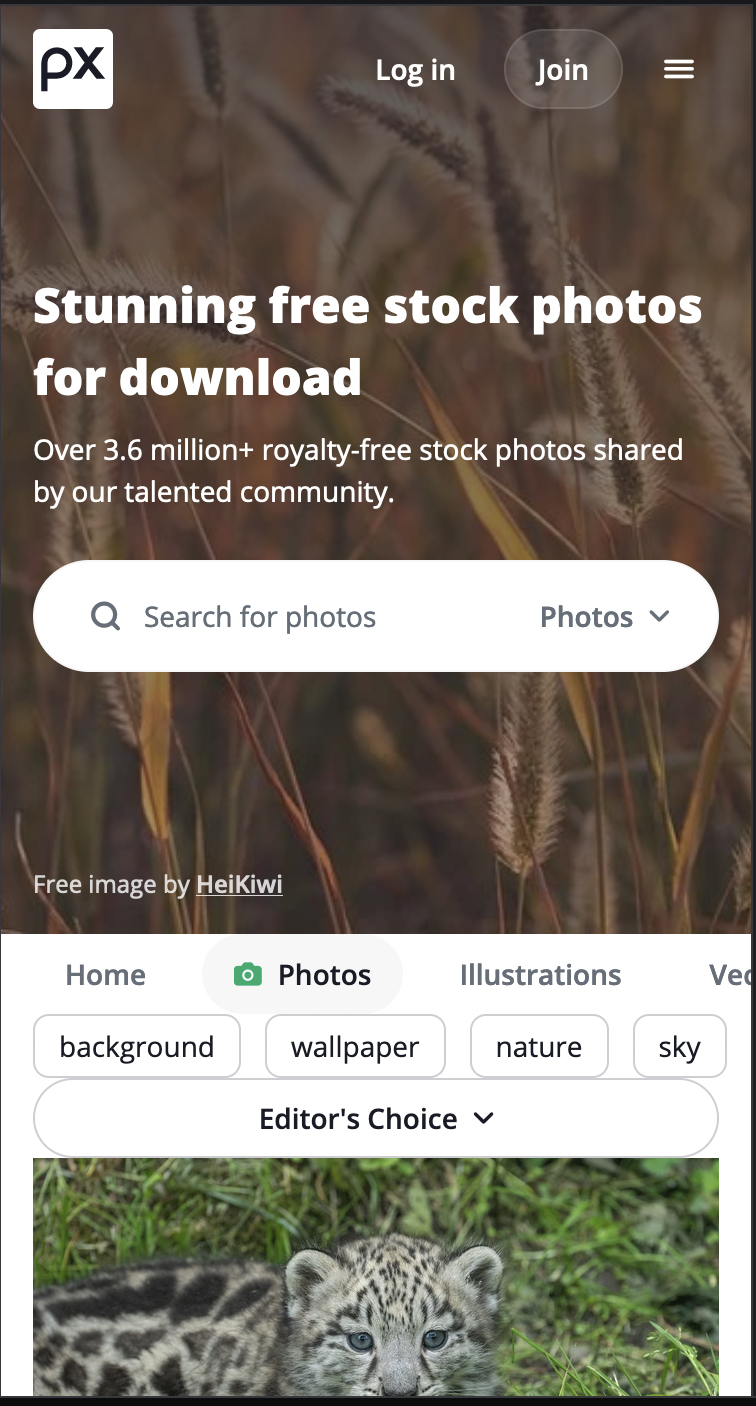 px
Log in
Join
Stunning free stock photos
for download
Over 3.6 million+ royalty-free stock photos shared
by our talented community.
Search for photos
Photos
Free image by HeiKiwi
Home
Photos
Illustrations
background
wallpaper
nature
sky
Editor's Choice